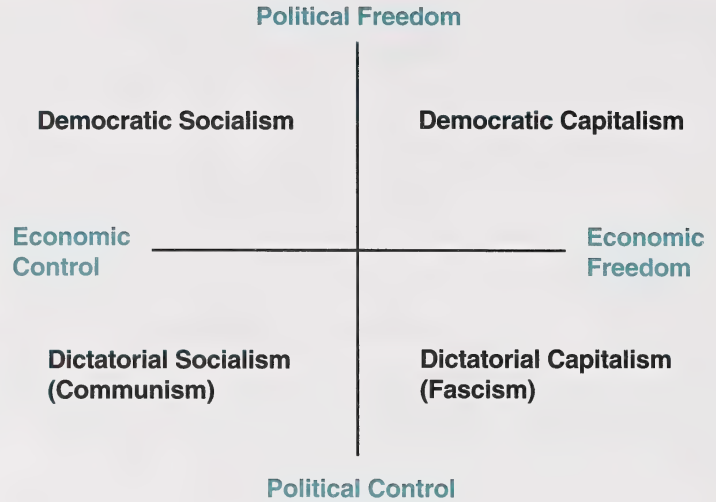 Political Freedom
Democratic Socialism
Democratic Capitalism
Economic
Control
Economic
Freedom
Dictatorial Socialism
(Communism)
Dictatorial Capitalism
(Fascism)
Political Control